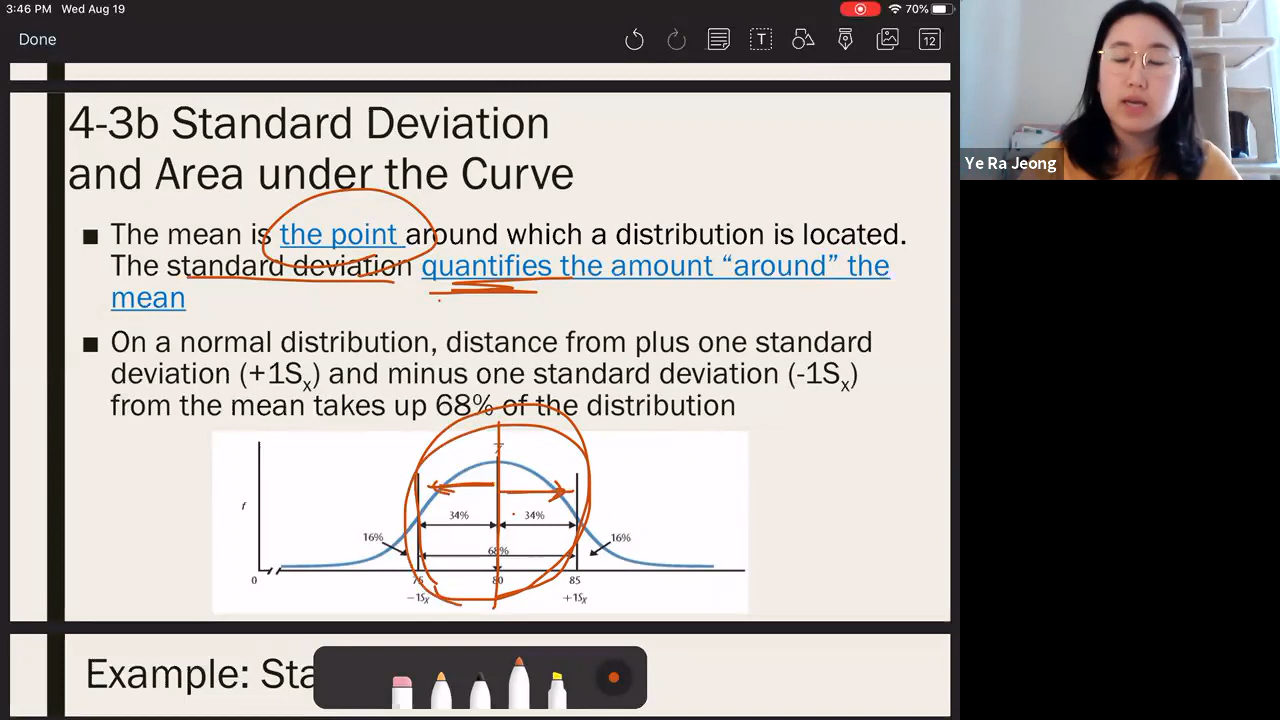 3:46 PM Wed Aug 19
70%
Done
T
12
4-3b Standard Deviation
and Area under the Curve
■ The mean is the point around which a distribution is located.
The standard deviation quantifies the amount “around” the
mean
■ On a normal distribution, distance from plus one standard
deviation (+1Sx) and minus one standard deviation (-1Sx)
from the mean takes up 68% of the distribution
f
34% 34%
16% 16%
68%
0 75 80 85
−1Sx +1Sx
Example: Sta
Ye Ra Jeong